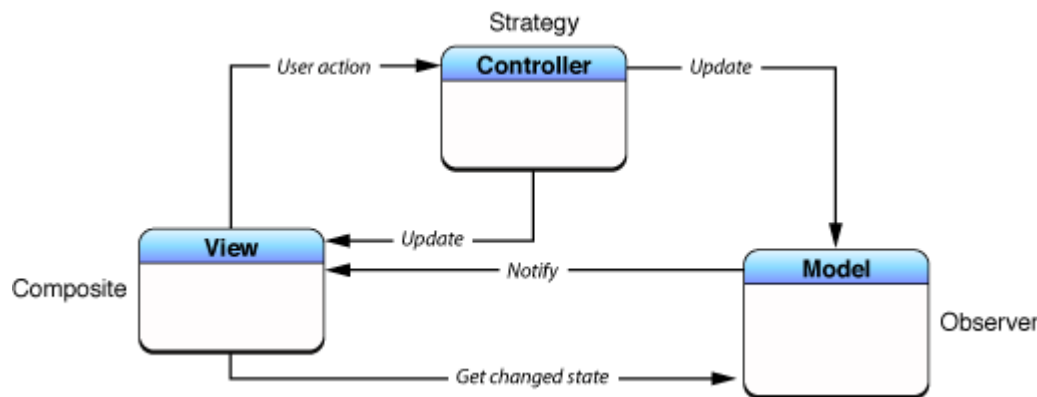 Strategy
User action
Controller
Update
Update
View
Notify
Model
Composite
Observer
Get changed state